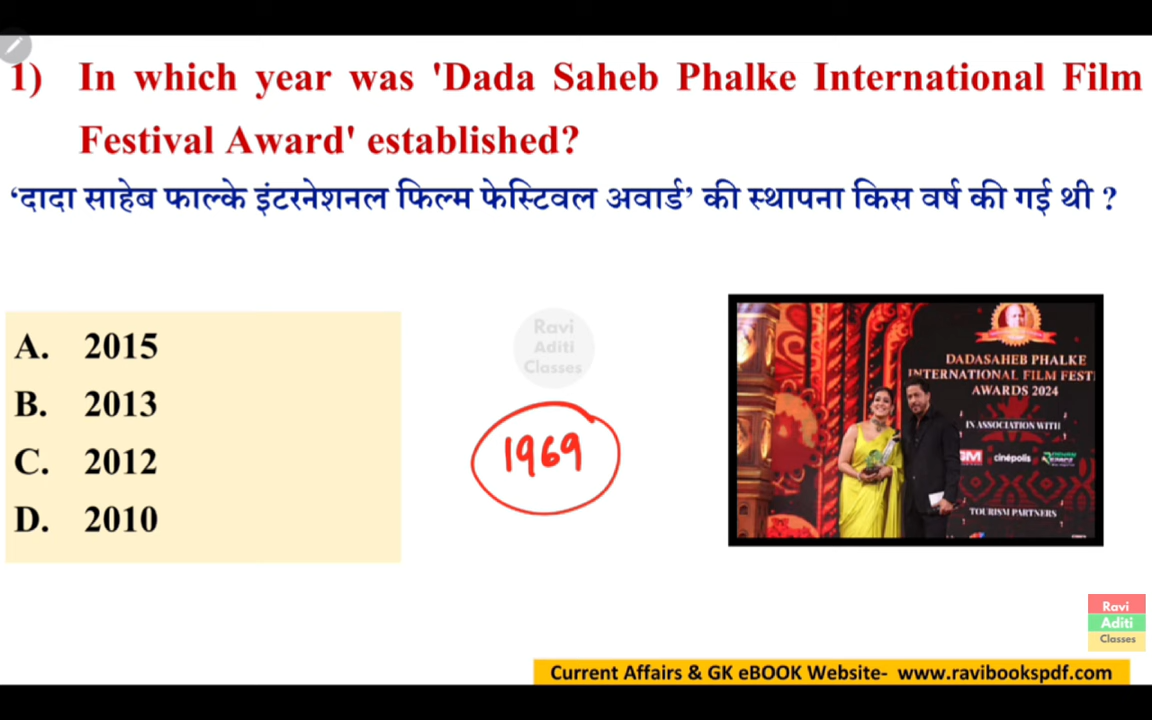 1) In which year was 'Dada Saheb Phalke International Film
Festival Award' established?
‘दादा साहेब फाल्के इंटरनेशनल फिल्म फेस्टिवल अवार्ड’ की स्थापना किस वर्ष की गई थी ?
A. 2015
B. 2013
C. 2012
D. 2010
Ravi
Aditi
Classes
1969
DADASAHEB PHALKE
INTERNATIONAL FILM FEST
AWARDS 2024
IN ASSOCIATION WITH
GM cinépolis
TOURISM PARTNERS
Ravi
Aditi
Classes
Current Affairs & GK eBOOK Website- www.ravibookspdf.com